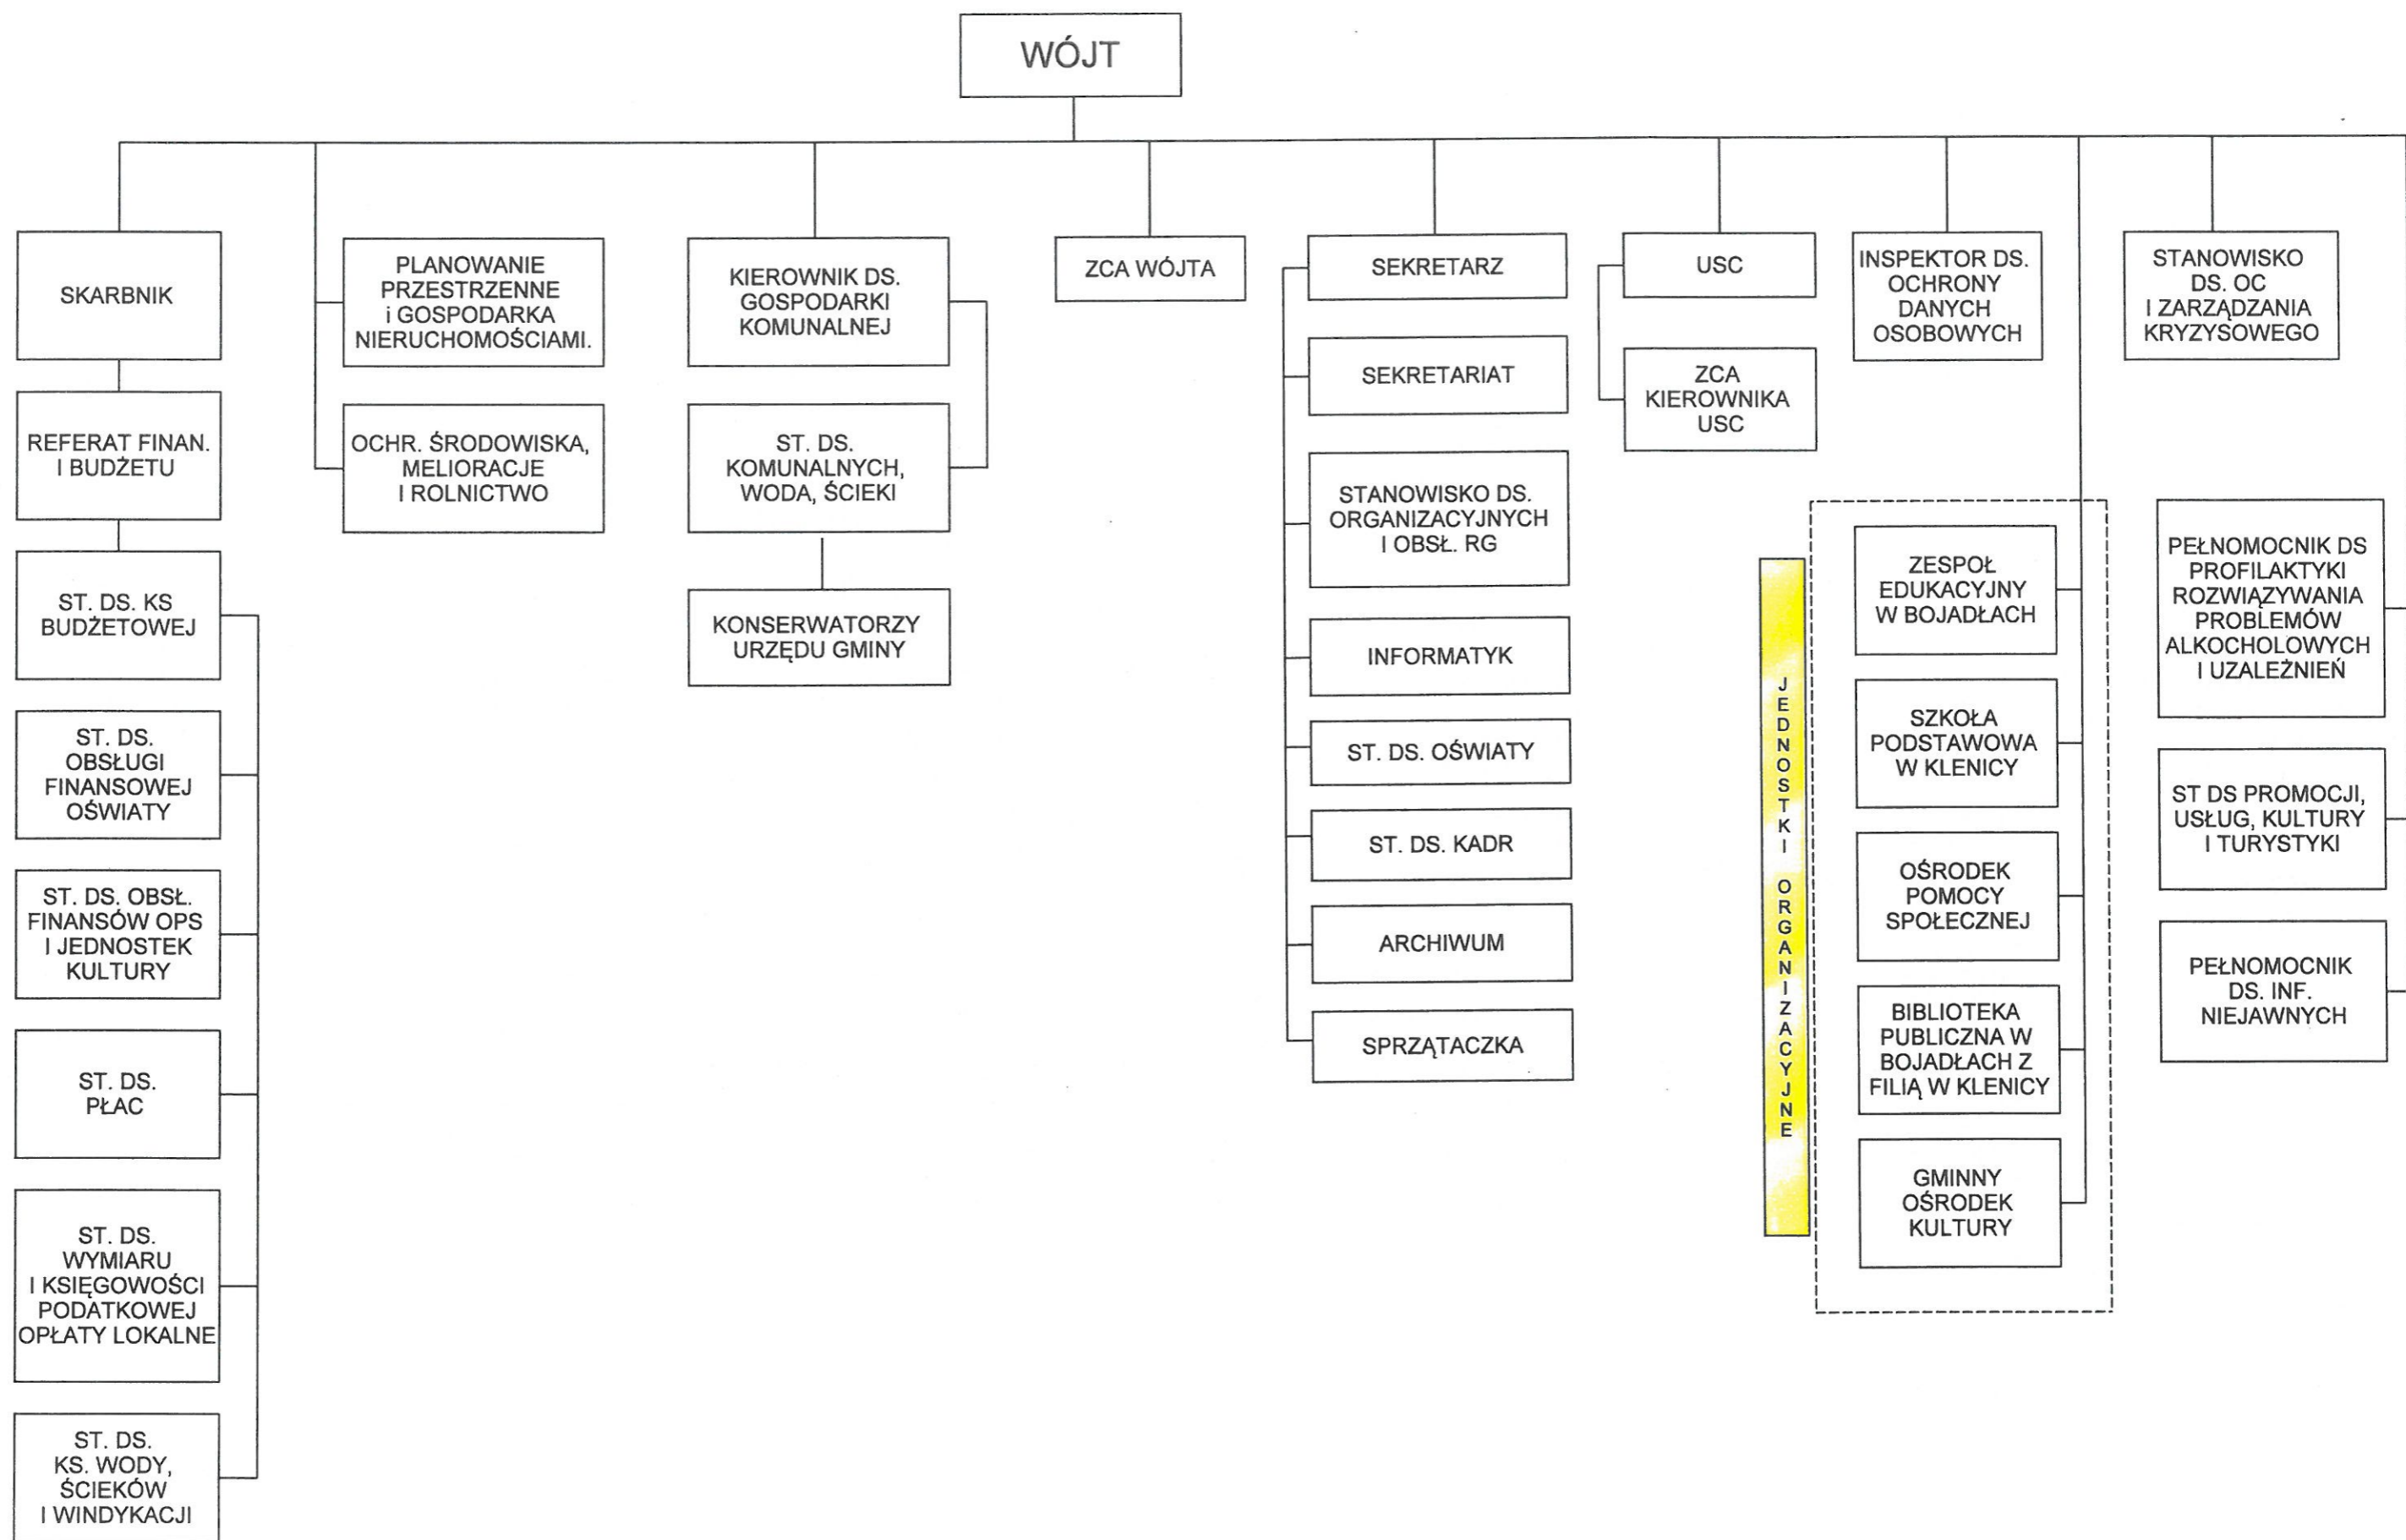 WÓJT
SKARBNIK
REFERAT FINAN.
I BUDŻETU
ST. DS. KS
BUDŻETOWEJ
ST. DS.
OBSŁUGI
FINANSOWEJ
OŚWIATY
ST. DS. OBSŁ.
FINANSÓW OPS
I JEDNOSTEK
KULTURY
ST. DS.
PŁAC
ST. DS.
WYMIARU
I KSIĘGOWOŚCI
PODATKOWEJ
OPŁATY LOKALNE
ST. DS.
KS. WODY,
ŚCIEKÓW
I WINDYKACJI
PLANOWANIE
PRZESTRZENNE
i GOSPODARKA
NIERUCHOMOŚCIAMI.
OCHR. ŚRODOWISKA,
MELIORACJE
I ROLNICTWO
KIEROWNIK DS.
GOSPODARKI
KOMUNALNEJ
ST. DS.
KOMUNALNYCH,
WODA, ŚCIEKI
KONSERWATORZY
URZĘDU GMINY
ZCA WÓJTA
SEKRETARZ
SEKRETARIAT
STANOWISKO DS.
ORGANIZACYJNYCH
I OBSŁ. RG
INFORMATYK
ST. DS. OŚWIATY
ST. DS. KADR
ARCHIWUM
SPRZĄTACZKA
USC
ZCA
KIEROWNIKA
USC
INSPEKTOR DS.
OCHRONY
DANYCH
OSOBOWYCH
JEDNOSTKI ORGANIZACYJNE
ZESPOŁ
EDUKACYJNY
W BOJADŁACH
SZKOŁA
PODSTAWOWA
W KLENICY
OŚRODEK
POMOCY
SPOŁECZNEJ
BIBLIOTEKA
PUBLICZNA W
BOJADŁACH Z
FILIĄ W KLENICY
GMINNY
OŚRODEK
KULTURY
STANOWISKO
DS. OC
I ZARZĄDZANIA
KRYZYSOWEGO
PEŁNOMOCNIK DS
PROFILAKTYKI
ROZWIĄZYWANIA
PROBLEMÓW
ALKOCHOLOWYCH
I UZALEŻNIEŃ
ST DS PROMOCJI,
USŁUG, KULTURY
I TURYSTYKI
PEŁNOMOCNIK
DS. INF.
NIEJAWNYCH